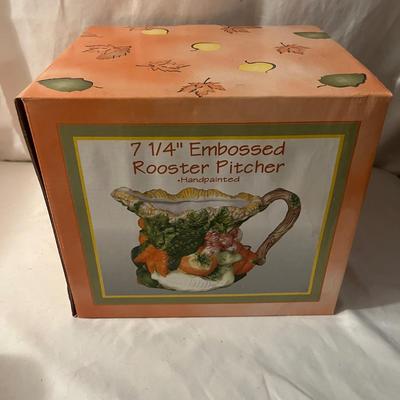 7 1/4" Embossed
Rooster Pitcher
•Handpainted